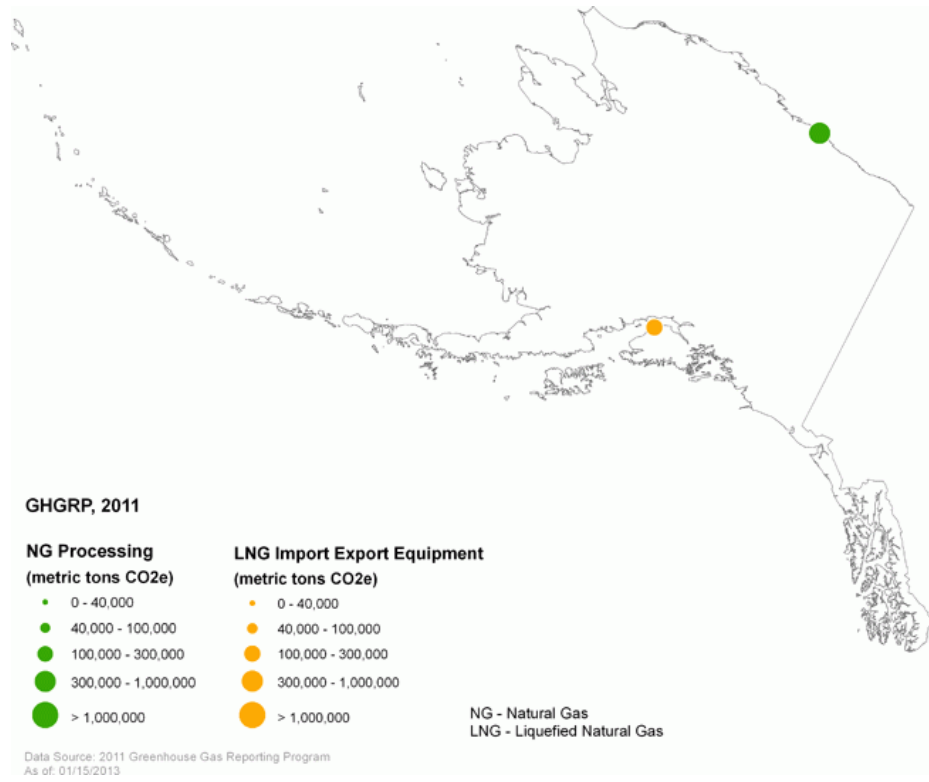 GHGRP, 2011
NG Processing
(metric tons CO2e)
0 - 40,000
40,000 - 100,000
100,000 - 300,000
300,000 - 1,000,000
> 1,000,000
LNG Import Export Equipment
(metric tons CO2e)
0 - 40,000
40,000 - 100,000
100,000 - 300,000
300,000 - 1,000,000
> 1,000,000
NG - Natural Gas
LNG - Liquefied Natural Gas
Data Source: 2011 Greenhouse Gas Reporting Program
As of: 01/15/2013